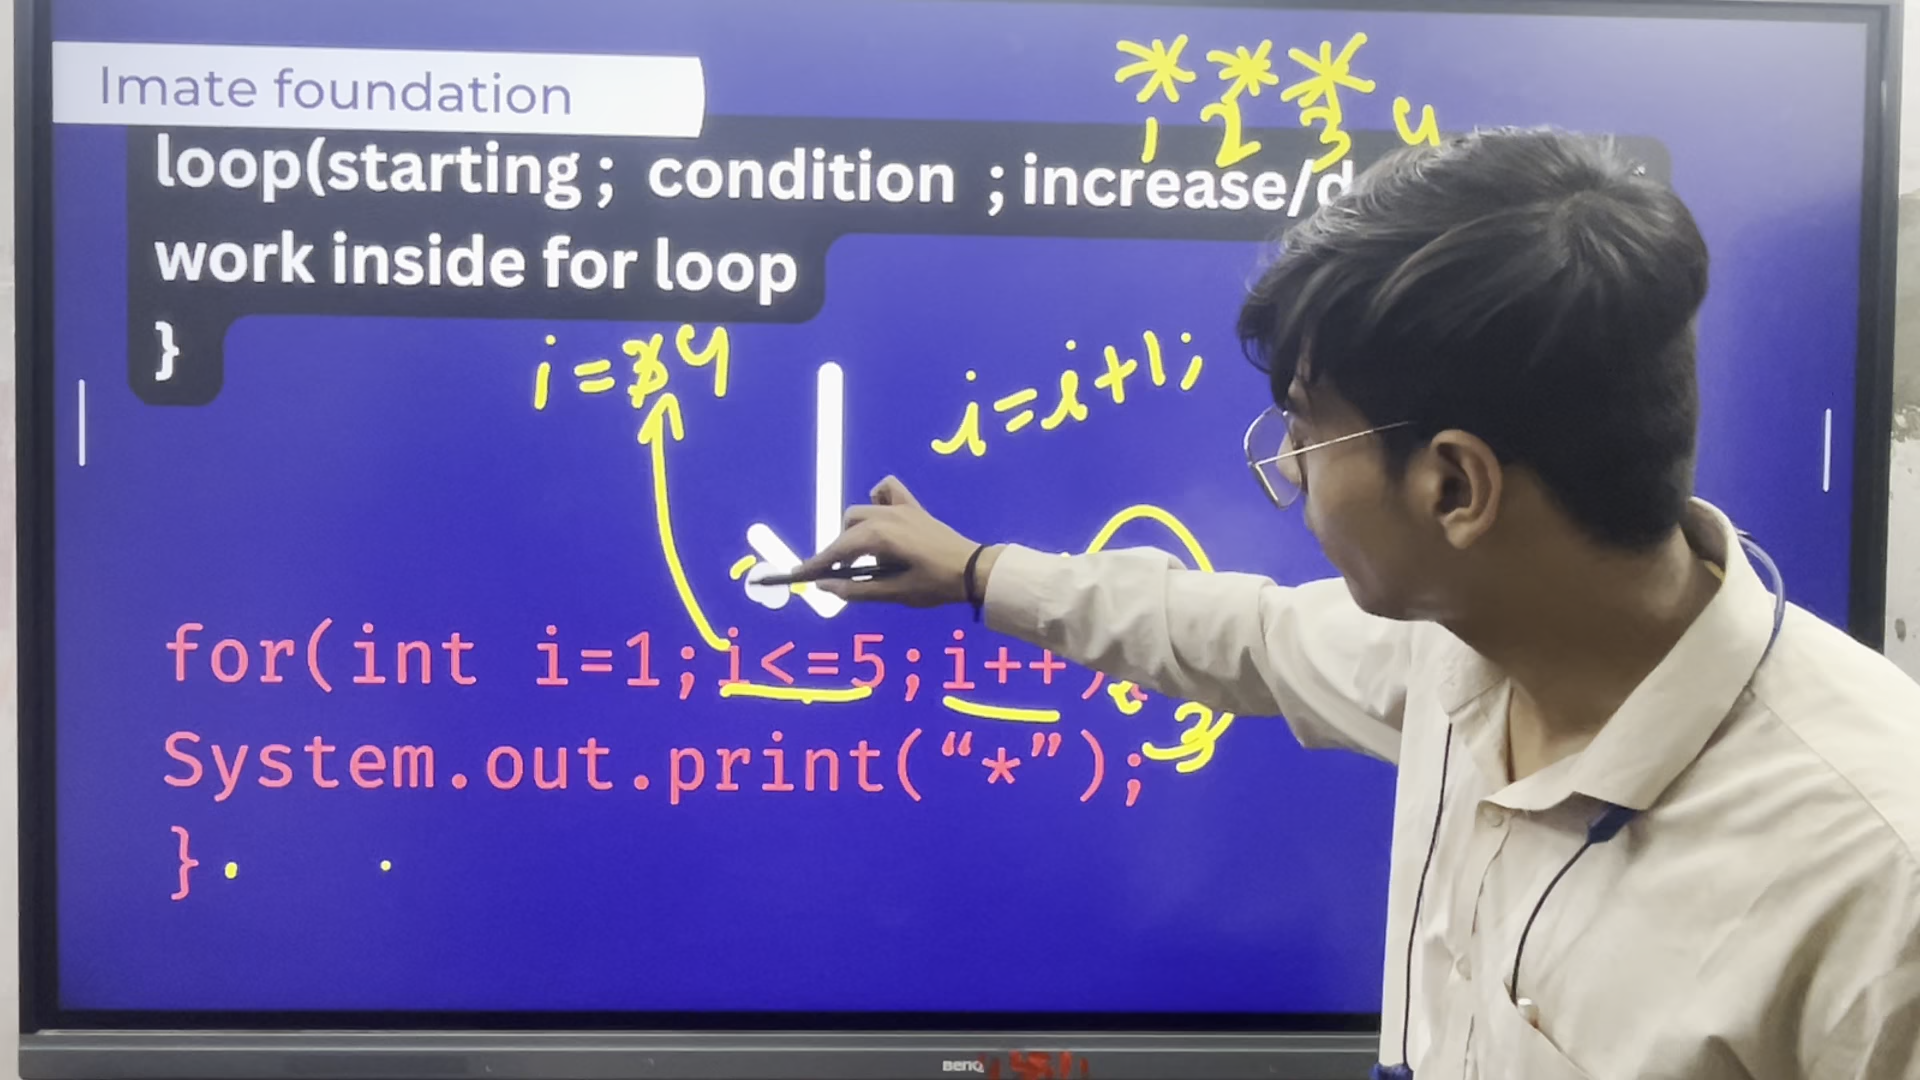 Imate foundation
* * *
1 2 3 4
loop(starting ; condition ; increase/d
work inside for loop
}
i = 4
i = i + 1 ;
for(int i=1;i<=5;i++)
3
System.out.print(“*”);
}
BenQ